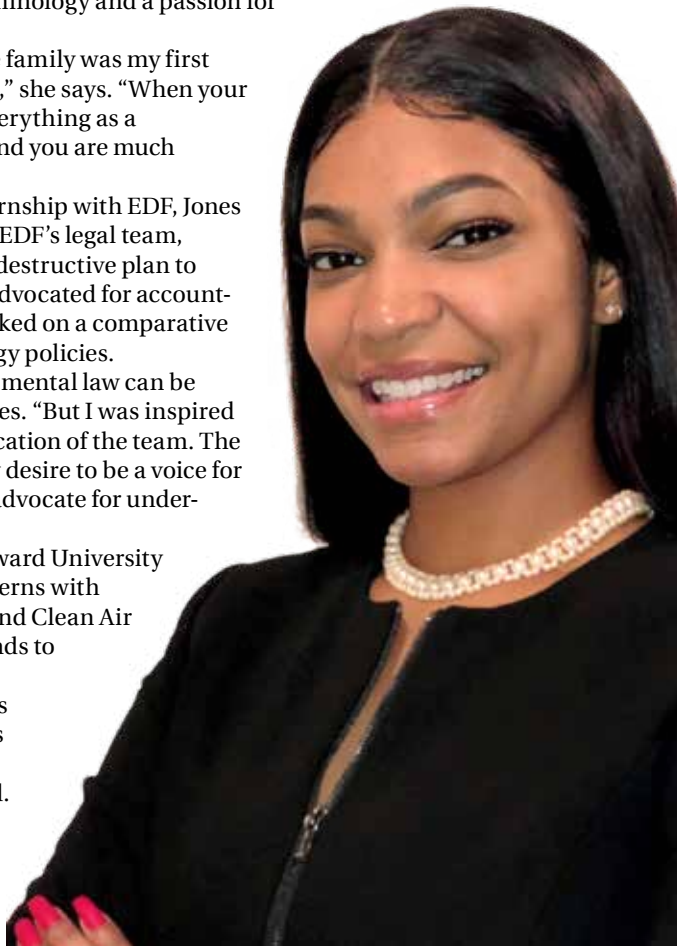 nnology and a passion for
family was my first
,” she says. “When your
erything as a
nd you are much
rnship with EDF, Jones
EDF’s legal team,
destructive plan to
dvocated for account-
ked on a comparative
gy policies.
mental law can be
es. “But I was inspired
cation of the team. The
desire to be a voice for
advocate for under-
ward University
erns with
nd Clean Air
nds to
s
s
l.